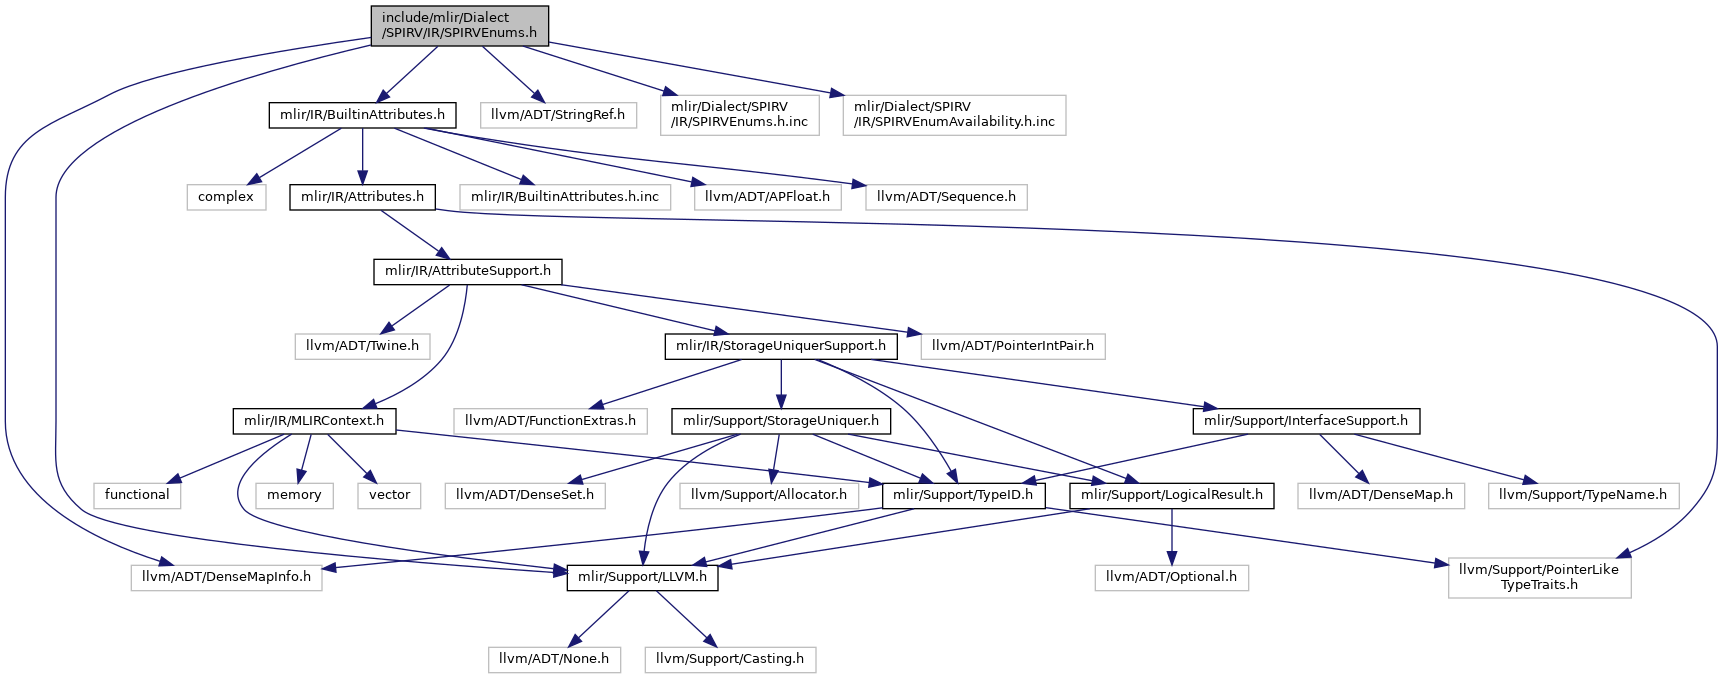 include/mlir/Dialect
/SPIRV/IR/SPIRVEnums.h
mlir/IR/BuiltinAttributes.h
llvm/ADT/StringRef.h
mlir/Dialect/SPIRV
/IR/SPIRVEnums.h.inc
mlir/Dialect/SPIRV
/IR/SPIRVEnumAvailability.h.inc
complex
mlir/IR/Attributes.h
mlir/IR/BuiltinAttributes.h.inc
llvm/ADT/APFloat.h
llvm/ADT/Sequence.h
mlir/IR/AttributeSupport.h
llvm/ADT/Twine.h
mlir/IR/StorageUniquerSupport.h
llvm/ADT/PointerIntPair.h
mlir/IR/MLIRContext.h
llvm/ADT/FunctionExtras.h
mlir/Support/StorageUniquer.h
mlir/Support/InterfaceSupport.h
functional
memory
vector
llvm/ADT/DenseSet.h
llvm/Support/Allocator.h
mlir/Support/TypeID.h
mlir/Support/LogicalResult.h
llvm/ADT/DenseMap.h
llvm/Support/TypeName.h
llvm/ADT/DenseMapInfo.h
mlir/Support/LLVM.h
llvm/ADT/Optional.h
llvm/Support/PointerLike
TypeTraits.h
llvm/ADT/None.h
llvm/Support/Casting.h